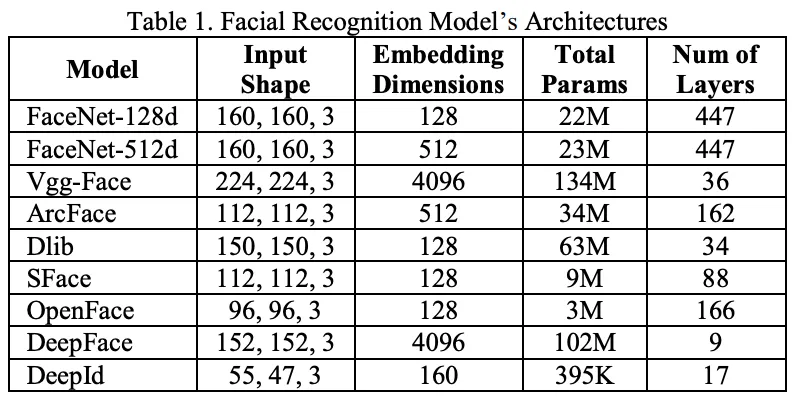 Table 1. Facial Recognition Model’s Architectures
Model Input Shape Embedding Dimensions Total Params Num of Layers
FaceNet-128d 160, 160, 3 128 22M 447
FaceNet-512d 160, 160, 3 512 23M 447
Vgg-Face 224, 224, 3 4096 134M 36
ArcFace 112, 112, 3 512 34M 162
Dlib 150, 150, 3 128 63M 34
SFace 112, 112, 3 128 9M 88
OpenFace 96, 96, 3 128 3M 166
DeepFace 152, 152, 3 4096 102M 9
DeepId 55, 47, 3 160 395K 17